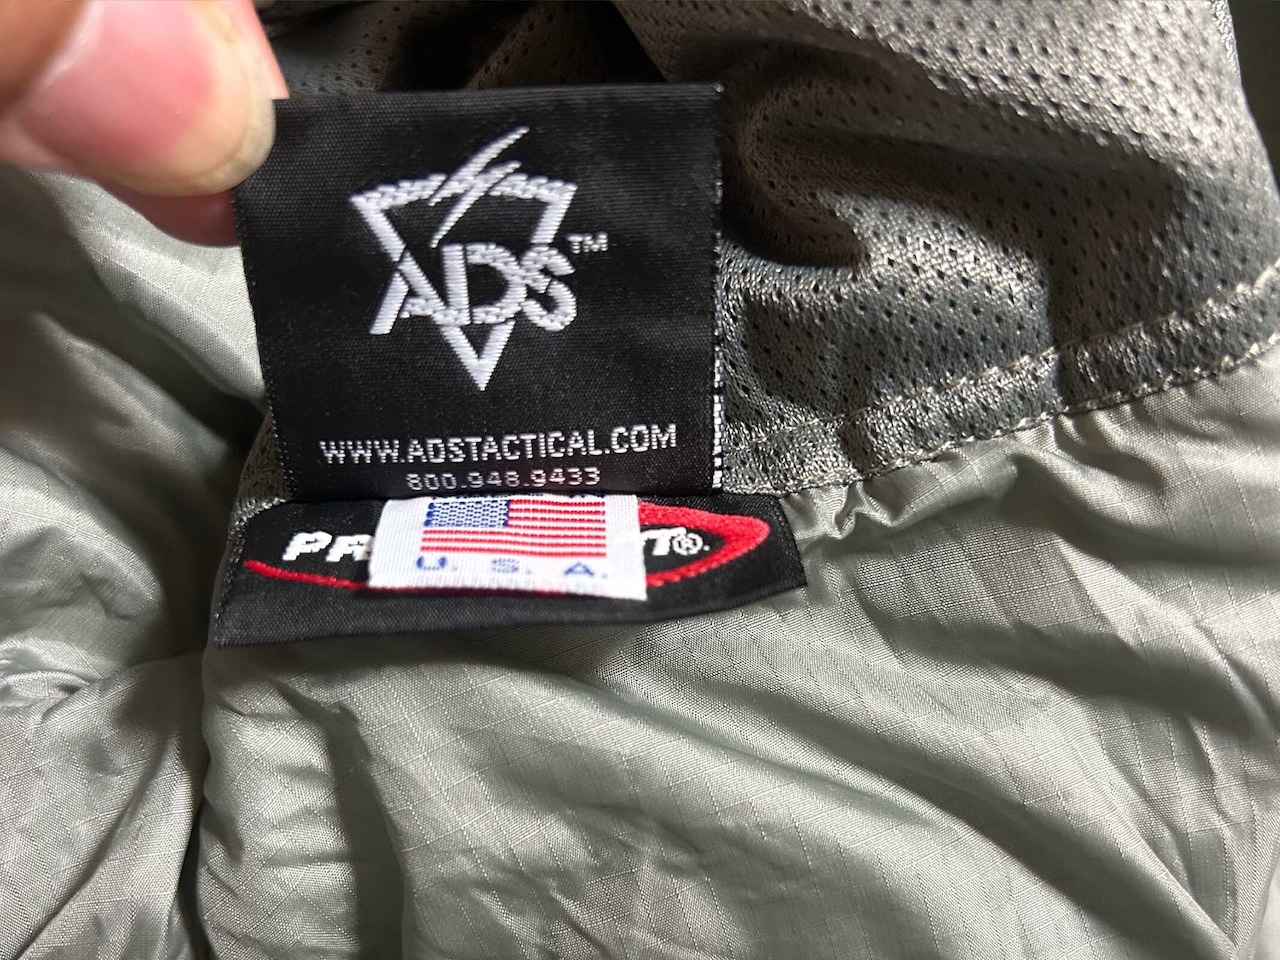 ADS™
WWW.ADSTACTICAL.COM
800.948.9433
U. S. A.